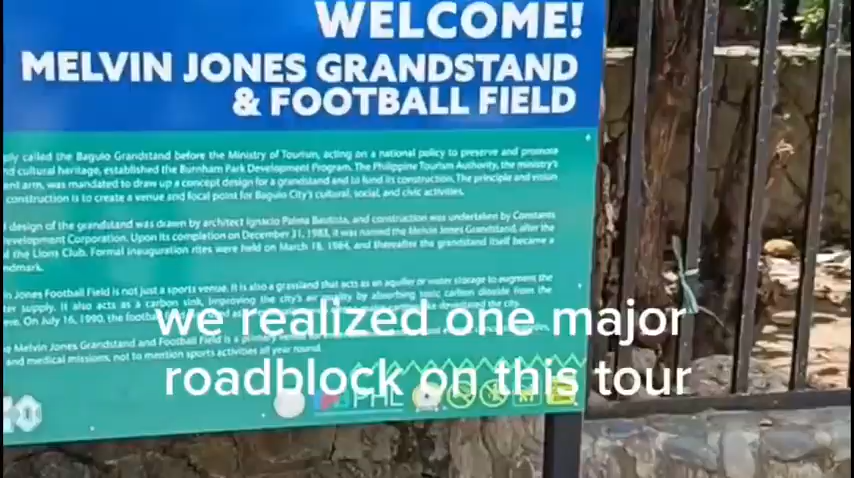 WELCOME!
MELVIN JONES GRANDSTAND
& FOOTBALL FIELD
called the Baguio Grandstand before the Ministry of Tourism, acting on a national policy to preserve and promote
cultural heritage, established the Burnham Park Development Program. The Philippine Tourism Authority, the ministry's
arm, was mandated to draw up a concept design for a grandstand and to fund its construction. The principle and vision
construction is to create a venue and focal point for Baguio City's cultural, social, and civic activities.
design of the grandstand was drawn by architect Ignacio Palma Bautista, and construction was undertaken by Constants
Development Corporation. Upon its completion on December 31, 1983, it was named the Melvin Jones Grandstand, after the
the Lions Club. Formal inauguration rites were held on March 18, 1984, and thereafter the grandstand itself became a
Jones Football Field is not just a sports venue. It is also a grassland that acts as an aquifer or water storage to augment the
supply. It also acts as a carbon sink, improving the city's air quality by absorbing toxic carbon dioxide from the
On July 16, 1990, the football the city.
Melvin Jones Grandstand and Football Field is a primary
and medical missions, not to mention sports activities all year round.
we realized one major
roadblock on this tour
PHL